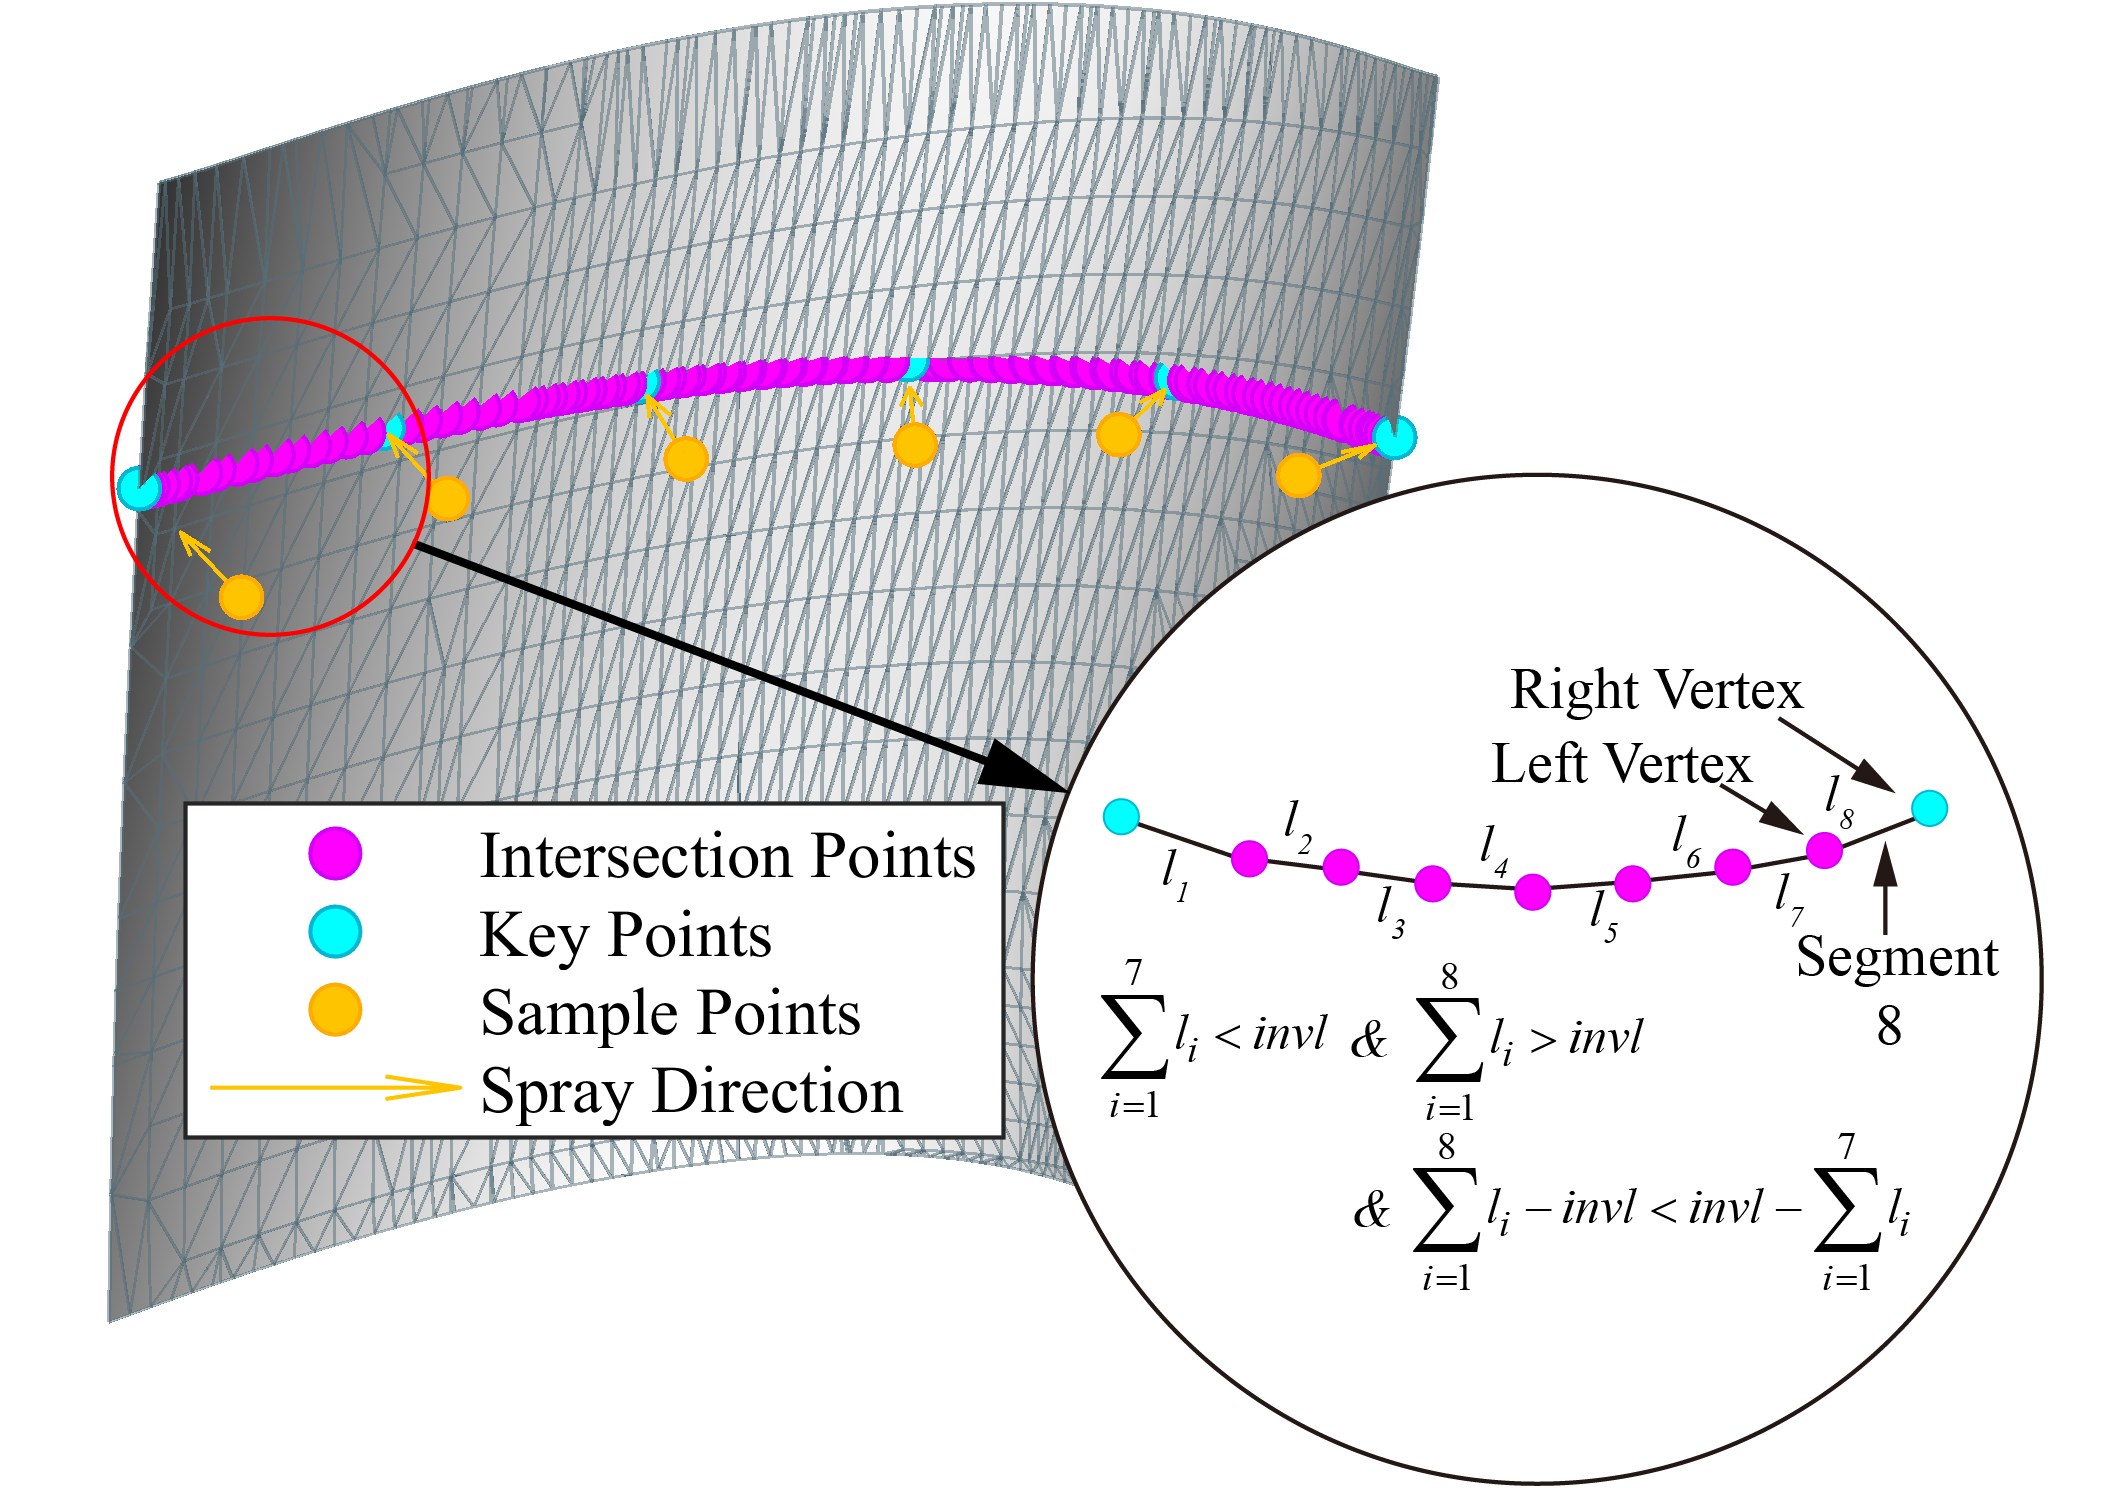 Intersection Points
Key Points
Sample Points
Spray Direction
Right Vertex
Left Vertex
l_1 l_2 l_3 l_4 l_5 l_6 l_7 l_8
Segment
8
\sum_{i=1}^{7} l_i < invl & \sum_{i=1}^{8} l_i > invl
& \sum_{i=1}^{8} l_i − invl < invl − \sum_{i=1}^{7} l_i